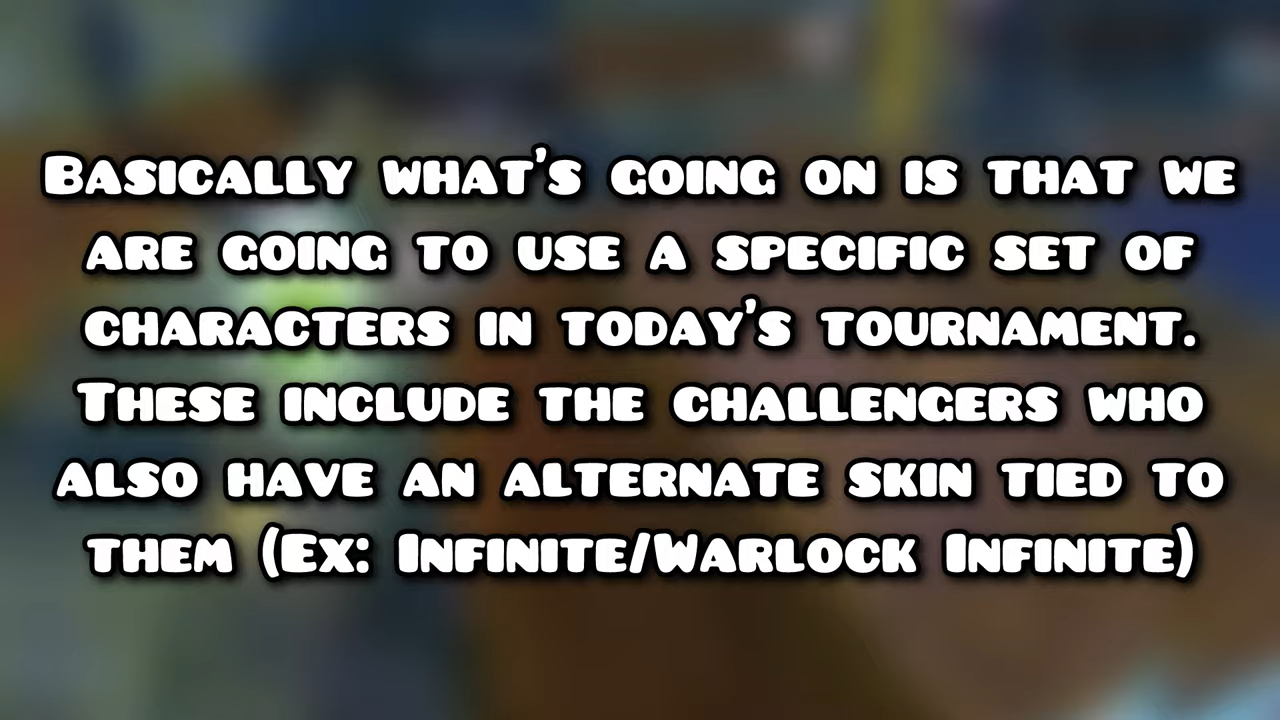 Basically what's going on is that we
are going to use a specific set of
characters in today's tournament.
These include the challengers who
also have an alternate skin tied to
them (Ex: Infinite/Warlock Infinite)